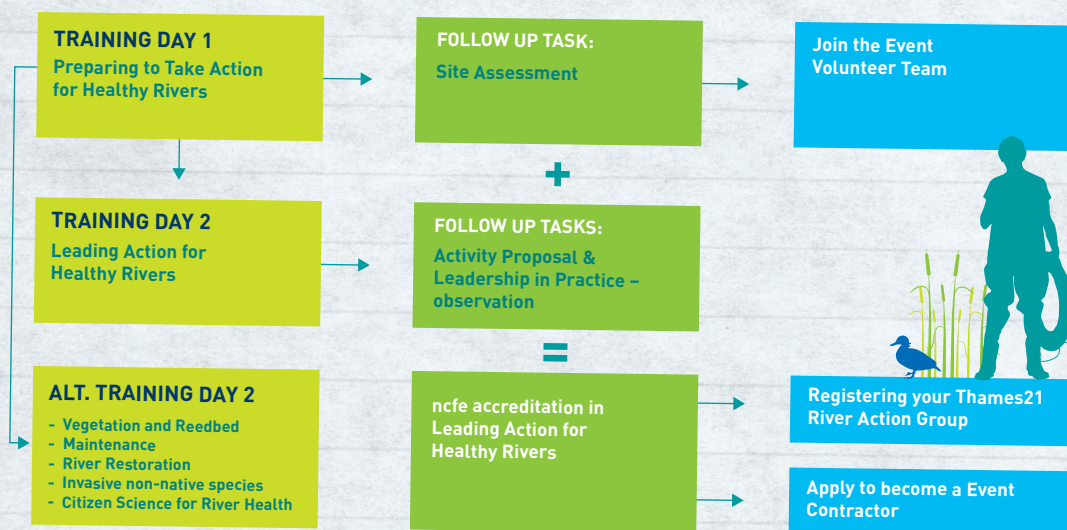 TRAINING DAY 1
Preparing to Take Action
for Healthy Rivers
FOLLOW UP TASK:
Site Assessment
Join the Event
Volunteer Team
+
TRAINING DAY 2
Leading Action for
Healthy Rivers
FOLLOW UP TASKS:
Activity Proposal &
Leadership in Practice –
observation
=
ALT. TRAINING DAY 2
- Vegetation and Reedbed
- Maintenance
- River Restoration
- Invasive non-native species
- Citizen Science for River Health
ncfe accreditation in
Leading Action for
Healthy Rivers
Registering your Thames21
River Action Group
Apply to become a Event
Contractor